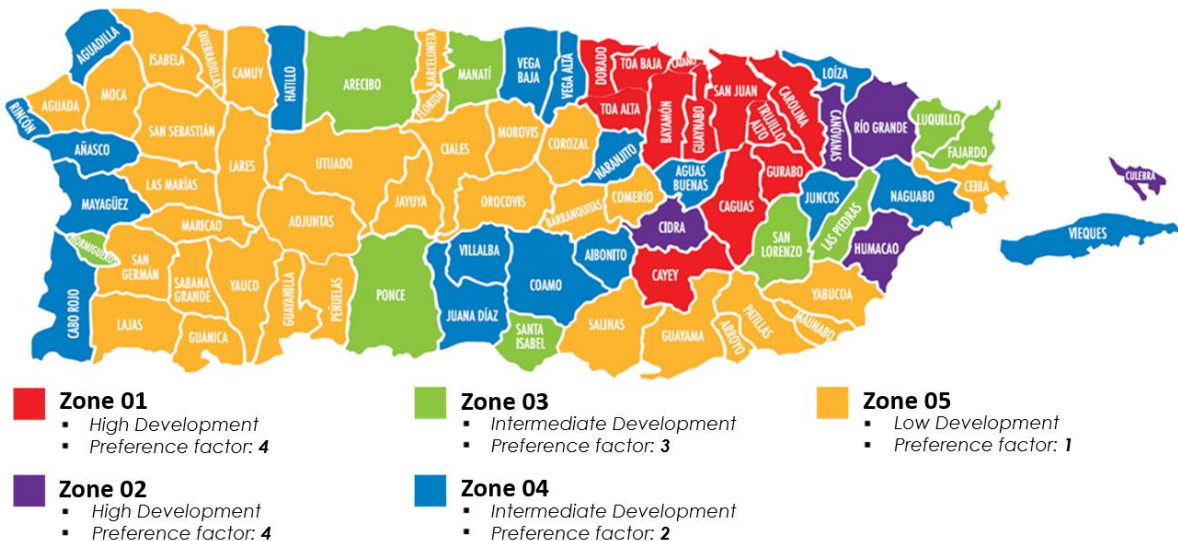 AGUADILLA
ISABELA
QUEBRADILLAS
CAMUY
HATILLO
ARECIBO
BARCELONETA
FLORIDA
MANATÍ
VEGA
BAJA
VEGA ALTA
DORADO
TOA BAJA
CATAÑO
TOA ALTA
BAYAMÓN
GUAYNABO
SAN JUAN
TRUJILLO
ALTO
CAROLINA
LOÍZA
CANÓVANAS
RÍO GRANDE
LUQUILLO
FAJARDO
CEIBA
CULEBRA
VIEQUES
RINCÓN
AGUADA
MOCA
SAN SEBASTIÁN
LARES
UTUADO
CIALES
MOROVIS
COROZAL
NARANJITO
AGUAS
BUENAS
GURABO
CAGUAS
JUNCOS
LAS PIEDRAS
NAGUABO
HUMACAO
AÑASCO
MAYAGÜEZ
LAS MARÍAS
MARICAO
ADJUNTAS
JAYUYA
OROCOVIS
BARRANQUITAS
COMERÍO
CIDRA
CAYEY
SAN
LORENZO
YABUCOA
HORMIGUEROS
CABO ROJO
SAN
GERMÁN
SABANA
GRANDE
LAJAS
GUÁNICA
YAUCO
GUAYANILLA
PEÑUELAS
PONCE
VILLALBA
JUANA DÍAZ
COAMO
AIBONITO
SANTA
ISABEL
SALINAS
GUAYAMA
ARROYO
PATILLAS
MAUNABO
Zone 01
▪ High Development
▪ Preference factor: 4
Zone 02
▪ High Development
▪ Preference factor: 4
Zone 03
▪ Intermediate Development
▪ Preference factor: 3
Zone 04
▪ Intermediate Development
▪ Preference factor: 2
Zone 05
▪ Low Development
▪ Preference factor: 1